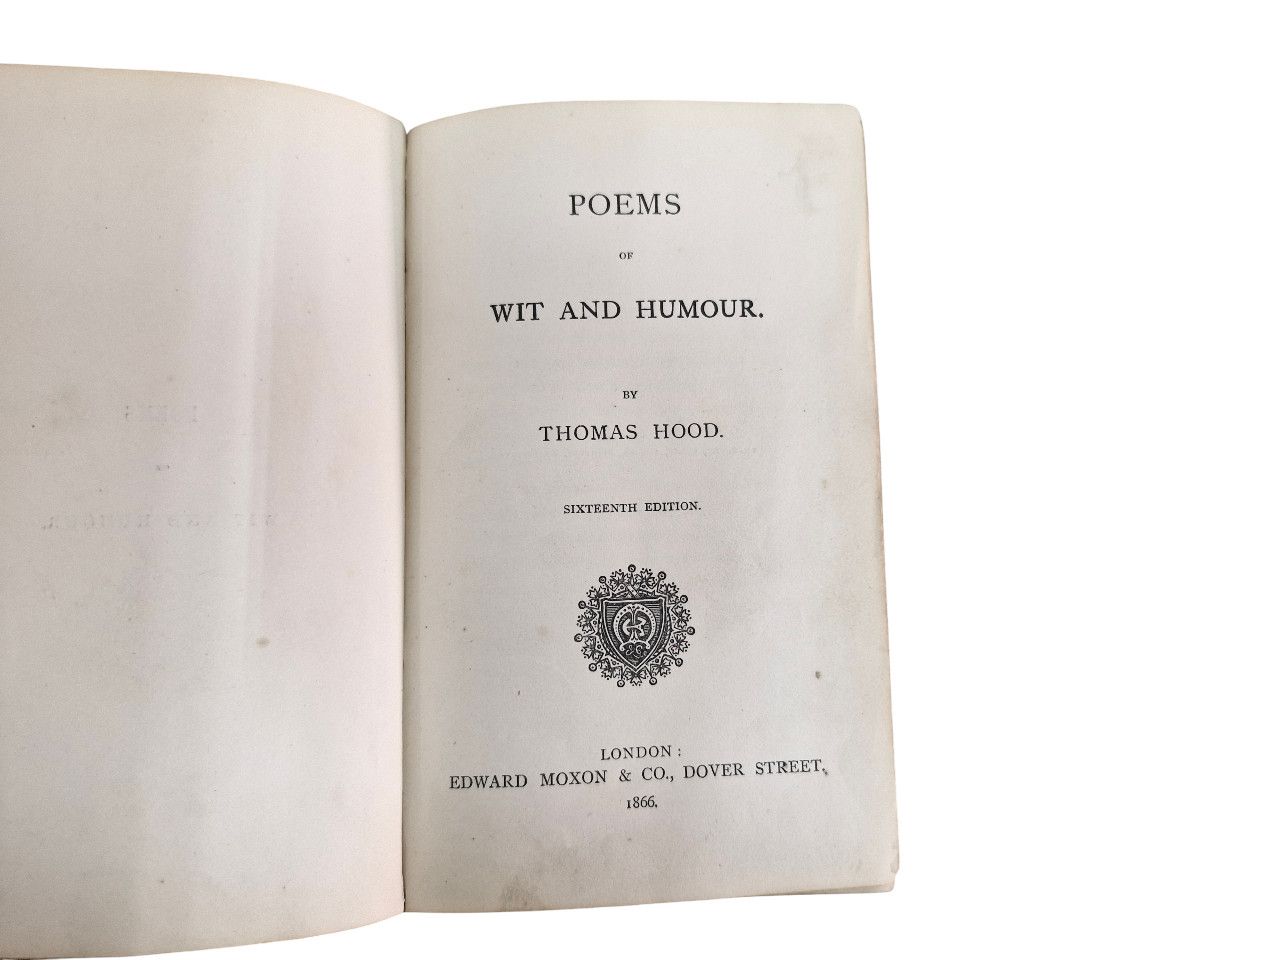 POEMS
OF
WIT AND HUMOUR.
BY
THOMAS HOOD.
SIXTEENTH EDITION.
LONDON:
EDWARD MOXON & CO., DOVER STREET.
1866.